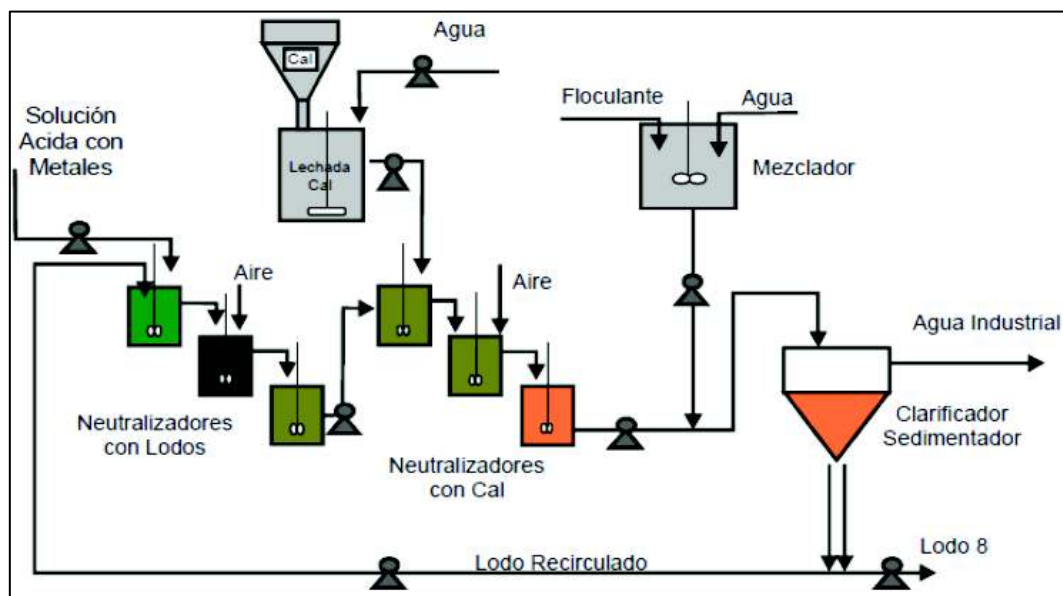 Cal
Agua
Solución
Acida con
Metales
Lechada
Cal
Floculante
Agua
Mezclador
Aire
Aire
Agua Industrial
Neutralizadores
con Lodos
Clarificador
Sedimentador
Neutralizadores
con Cal
Lodo Recirculado
Lodo 8